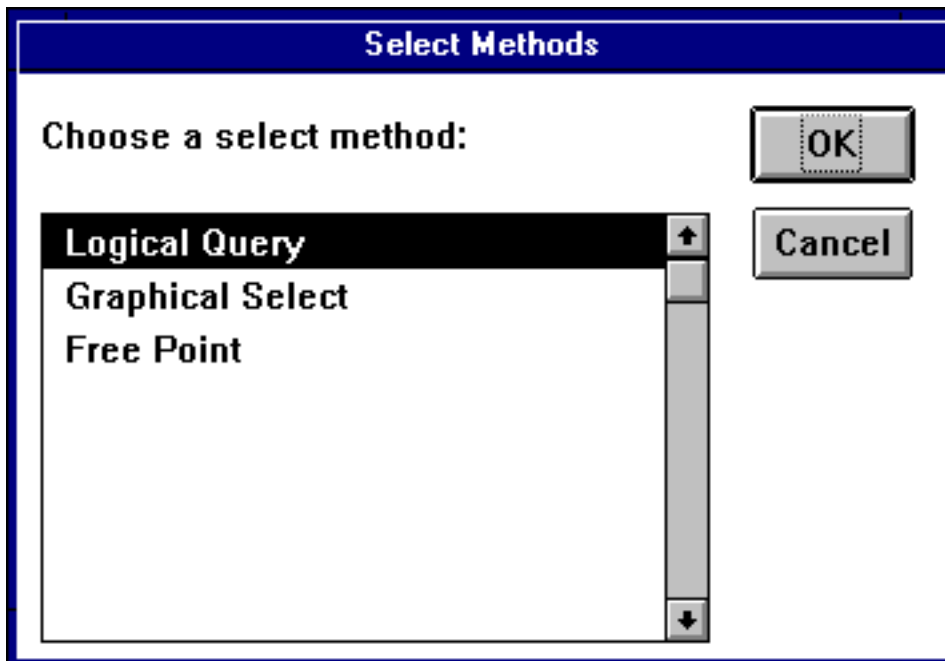 Select Methods
Choose a select method:
OK
Cancel
Logical Query
Graphical Select
Free Point